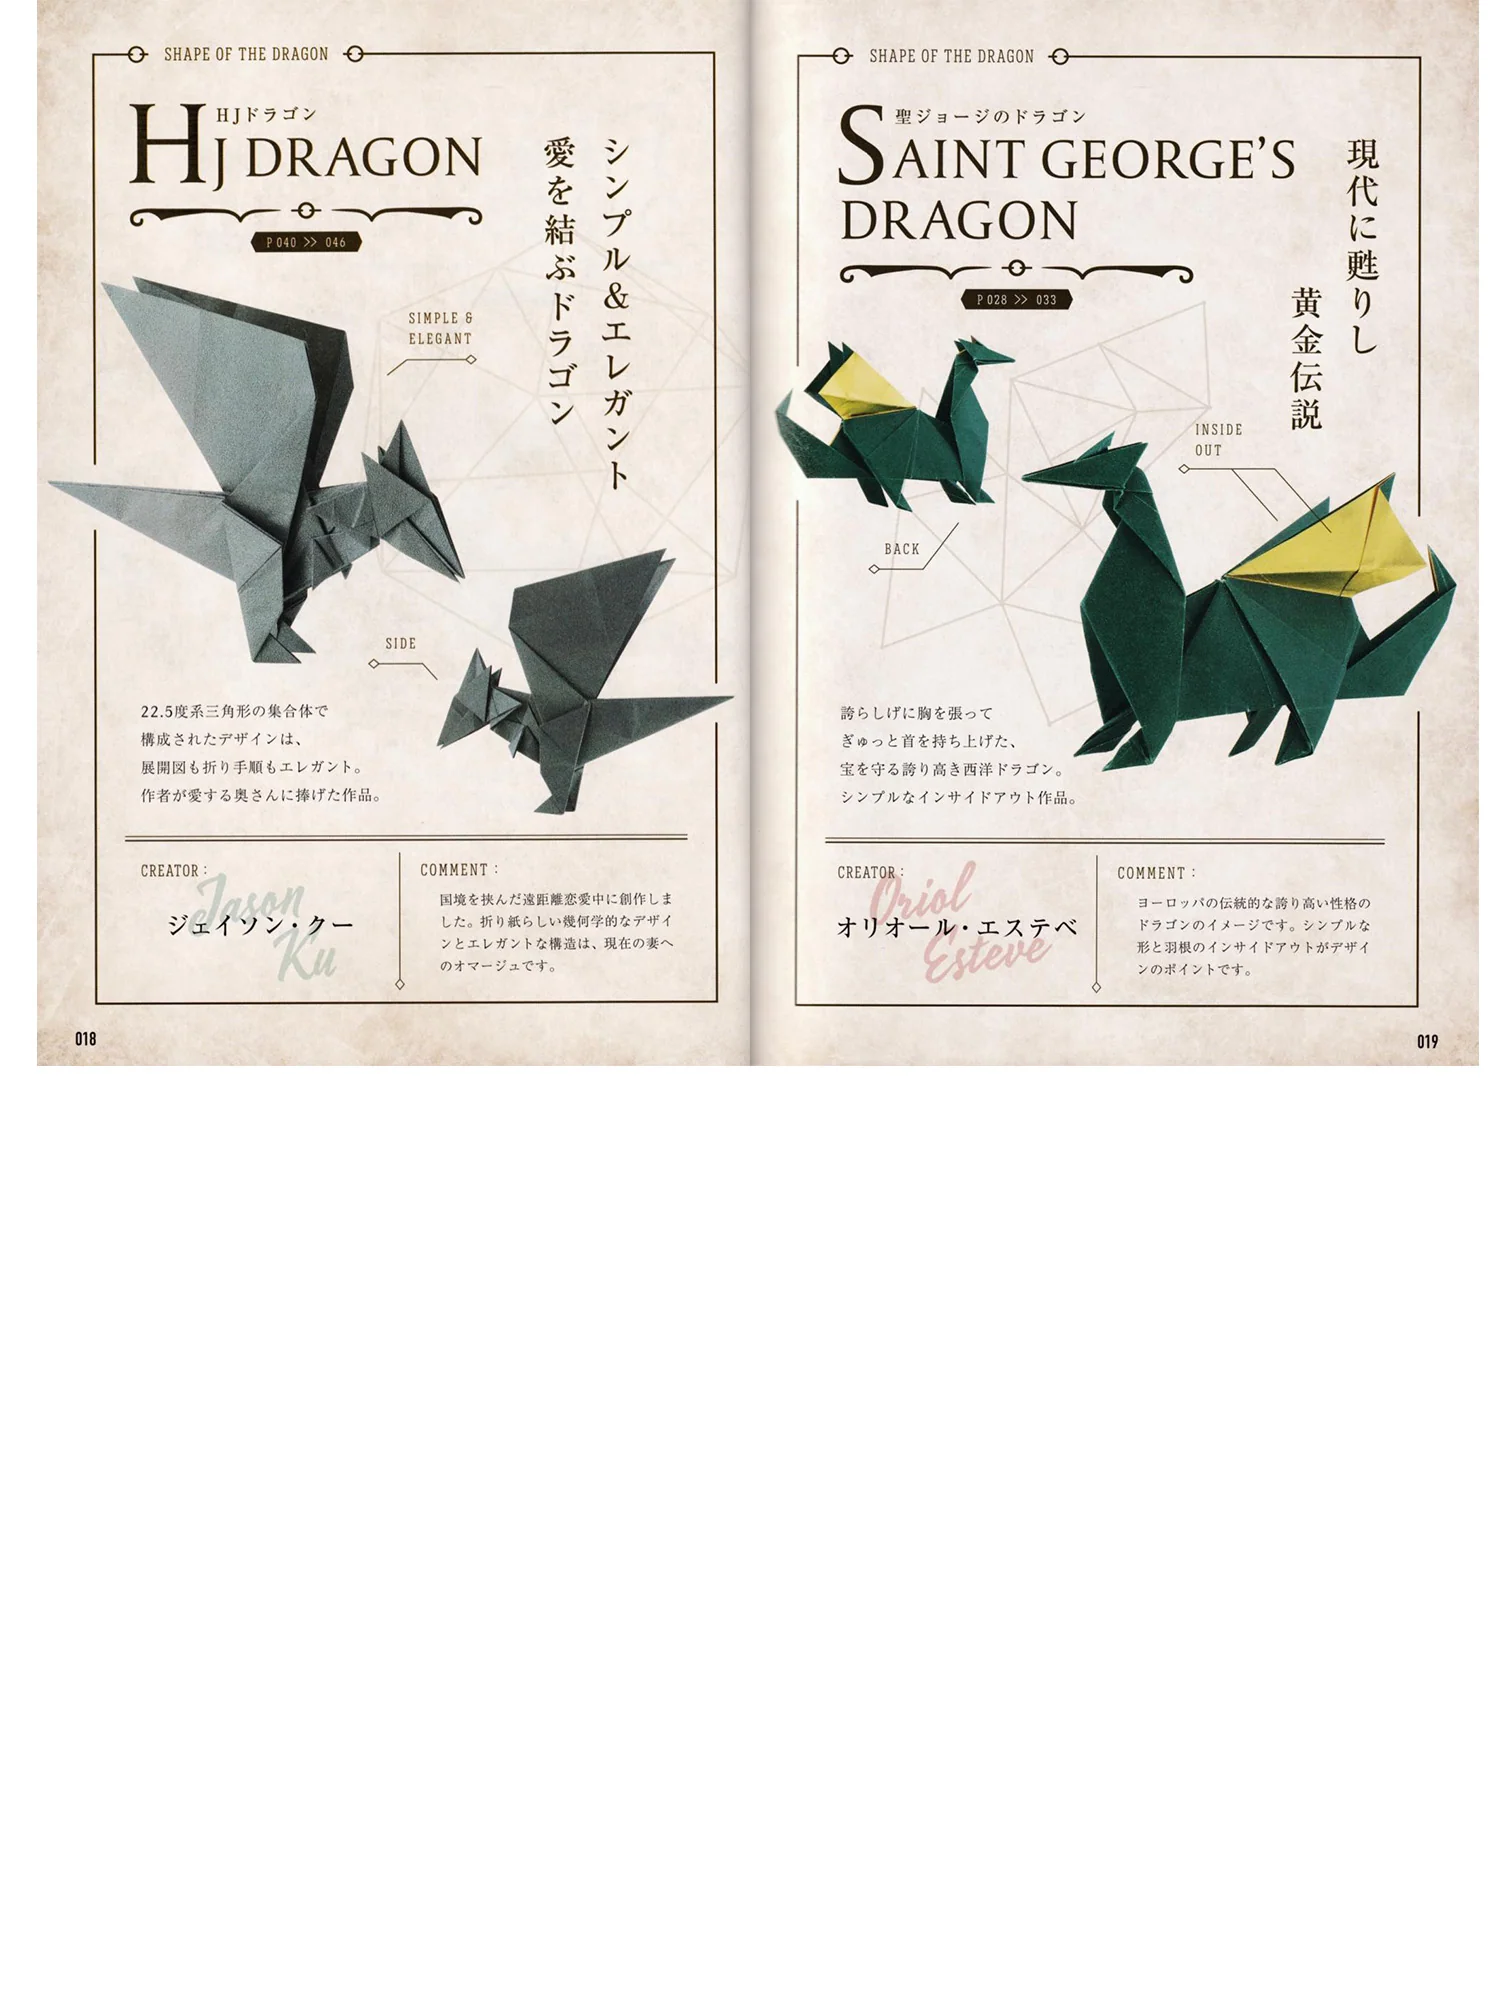 SHAPE OF THE DRAGON
HJドラゴン
HJ DRAGON
P040 >> 046
シンプル&エレガント
愛を結ぶドラゴン
SIMPLE &
ELEGANT
SIDE
22.5度系三角形の集合体で
構成されたデザインは、
展開図も折り手順もエレガント。
作者が愛する奥さんに捧げた作品。
CREATOR:
Jason
ジェイソン・クー
Ku
COMMENT:
国境を挟んだ遠距離恋愛中に創作しま
した。折り紙らしい幾何学的なデザイ
ンとエレガントな構造は、現在の妻へ
のオマージュです。
018
SHAPE OF THE DRAGON
聖ジョージのドラゴン
SAINT GEORGE'S
DRAGON
P028 >> 033
現代に甦りし
黄金伝説
INSIDE
OUT
BACK
誇らしげに胸を張って
ぎゅっと首を持ち上げた、
宝を守る誇り高き西洋ドラゴン。
シンプルなインサイドアウト作品。
CREATOR:
Oriol
オリオール・エステベ
Esteve
COMMENT:
ヨーロッパの伝統的な誇り高い性格の
ドラゴンのイメージです。シンプルな
形と羽根のインサイドアウトがデザイ
ンのポイントです。
019